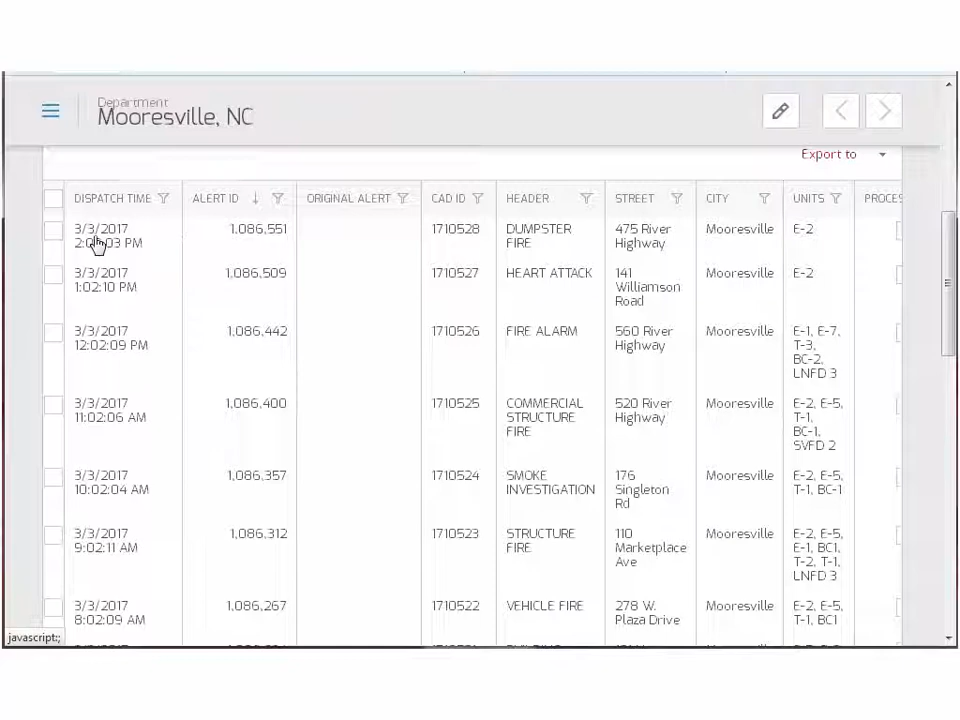 Department
Mooresville, NC
Export to
DISPATCH TIME ALERT ID ORIGINAL ALERT CAD ID HEADER STREET CITY UNITS PROCES
3/3/2017 1,086,551 1710528 DUMPSTER 475 River Mooresville E-2
03 PM FIRE Highway
3/3/2017 1,086,509 1710527 HEART ATTACK 141 Mooresville E-2
1:02:10 PM Williamson
Road
3/3/2017 1,086,442 1710526 FIRE ALARM 560 River Mooresville E-1, E-7,
12:02:09 PM Highway T-3,
BC-2,
LNFD 3
3/3/2017 1,086,400 1710525 COMMERCIAL 520 River Mooresville E-2, E-5,
11:02:06 AM STRUCTURE Highway T-1,
FIRE BC-1,
SVFD 2
3/3/2017 1,086,357 1710524 SMOKE 176 Mooresville E-2, E-5,
10:02:04 AM INVESTIGATION Singleton T-1, BC-1
Rd
3/3/2017 1,086,312 1710523 STRUCTURE 110 Mooresville E-2, E-5,
9:02:11 AM FIRE Marketplace E-1, BC1,
Ave T-2, T-1,
LNFD 3
3/3/2017 1,086,267 1710522 VEHICLE FIRE 278 W. Mooresville E-2, E-5,
8:02:09 AM Plaza Drive T-1, BC1
javascript:;